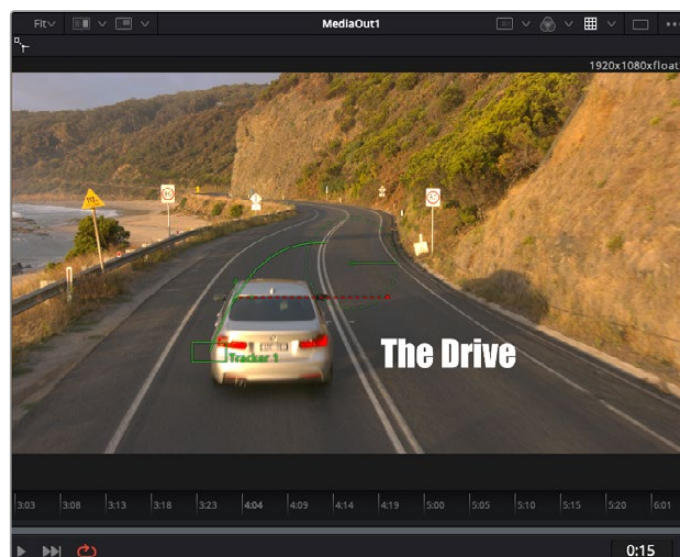 Fit MediaOut1
1920x1080xfloat
Tracker 1
The Drive
3:03 3:08 3:13 3:18 3:23 4:04 4:09 4:14 4:19 5:00 5:05 5:10 5:15 5:20 6:01
0:15